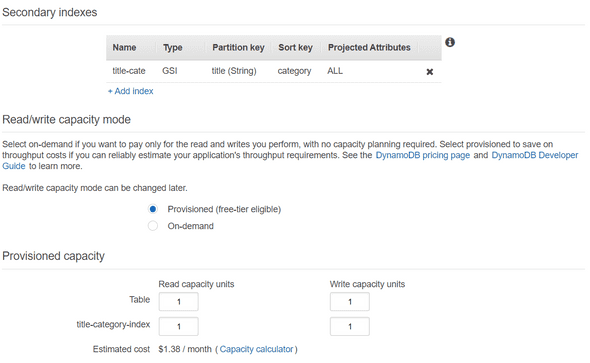 Secondary indexes
Name Type Partition key Sort key Projected Attributes
title-cate GSI title (String) category ALL
+ Add index
Read/write capacity mode
Select on-demand if you want to pay only for the read and writes you perform, with no capacity planning required. Select provisioned to save on
throughput costs if you can reliably estimate your application's throughput requirements. See the DynamoDB pricing page and DynamoDB Developer
Guide to learn more.
Read/write capacity mode can be changed later.
Provisioned (free-tier eligible)
On-demand
Provisioned capacity
Read capacity units Write capacity units
Table 1 1
title-category-index 1 1
Estimated cost $1.38 / month ( Capacity calculator )